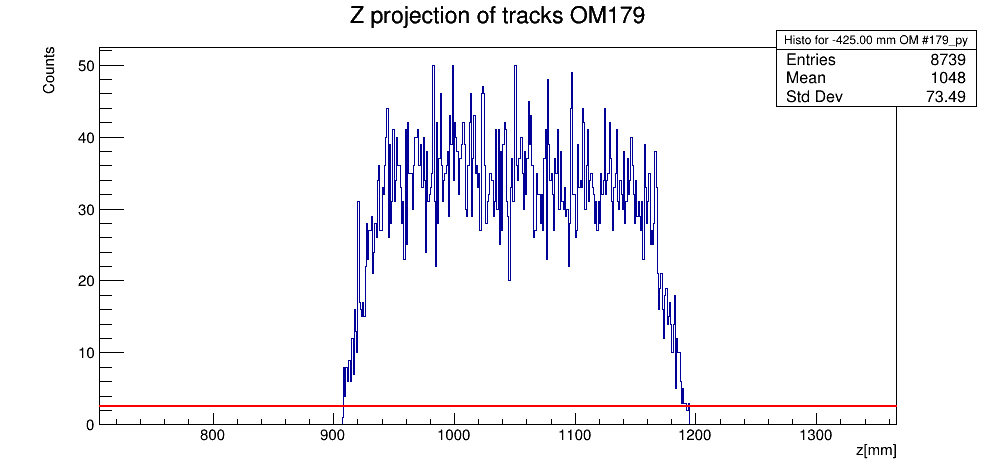 Z projection of tracks OM179
Histo for -425.00 mm OM #179_py
Entries 8739
Mean 1048
Std Dev 73.49
Counts
50
40
30
20
10
0
800 900 1000 1100 1200 1300
z[mm]